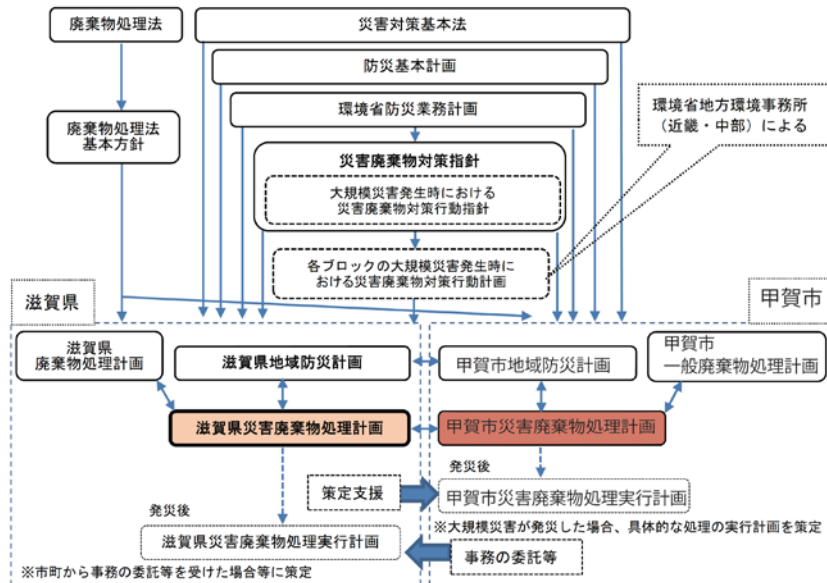 廃棄物処理法
災害対策基本法
防災基本計画
環境省防災業務計画
環境省地方環境事務所
（近畿・中部）による
廃棄物処理法
基本方針
災害廃棄物対策指針
大規模災害発生時における
災害廃棄物対策行動指針
各ブロックの大規模災害発生時に
おける災害廃棄物対策行動計画
滋賀県
甲賀市
滋賀県
廃棄物処理計画
滋賀県地域防災計画
甲賀市地域防災計画
甲賀市
一般廃棄物処理計画
滋賀県災害廃棄物処理計画
甲賀市災害廃棄物処理計画
発災後
策定支援
甲賀市災害廃棄物処理実行計画
発災後
※大規模災害が発災した場合、具体的な処理の実行計画を策定
滋賀県災害廃棄物処理実行計画
事務の委託等
※市町から事務の委託等を受けた場合等に策定